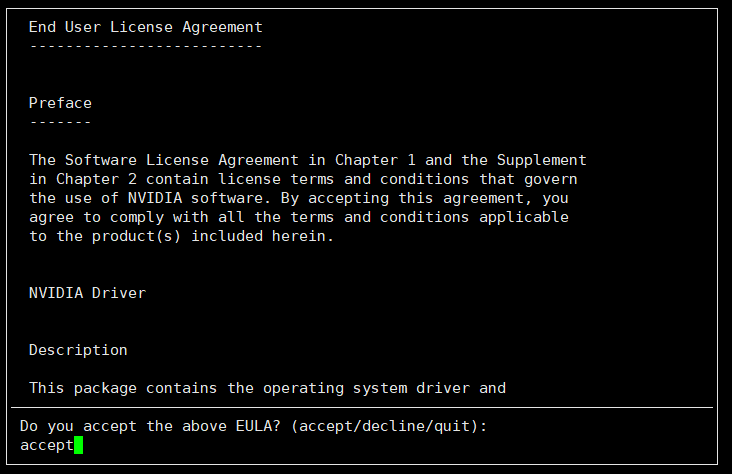 End User License Agreement
--------------------------
Preface
-------
The Software License Agreement in Chapter 1 and the Supplement
in Chapter 2 contain license terms and conditions that govern
the use of NVIDIA software. By accepting this agreement, you
agree to comply with all the terms and conditions applicable
to the product(s) included herein.
NVIDIA Driver
Description
This package contains the operating system driver and
Do you accept the above EULA? (accept/decline/quit):
accept